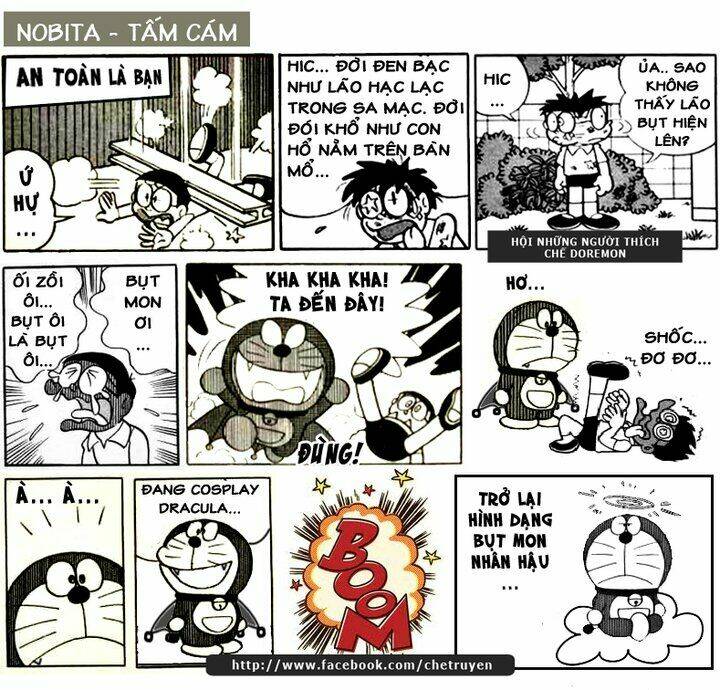 NOBITA - TẤM CÁM
AN TOÀN LÀ BẠN
Ứ
HỰ
...
HIC... ĐỜI ĐEN BẠC
NHƯ LÃO HẠC LẠC
TRONG SA MẠC. ĐỜI
ĐÓI KHỔ NHƯ CON
HỔ NẰM TRÊN BÀN
MỔ...
HIC
...
ỦA.. SAO
KHÔNG
THẤY LÃO
BỤT HIỆN
LÊN?
HỘI NHỮNG NGƯỜI THÍCH
CHẾ DOREMON
ỐI ZỒI
ÔI...
BỤT ÔI
LÀ BỤT
ÔI...
BỤT
MON
ƠI
...
KHA KHA KHA!
TA ĐẾN ĐÂY!
ĐÙNG!
HƠ...
SHỐC...
ĐƠ ĐƠ...
À... À...
ĐANG COSPLAY
DRACULA...
BOOM
TRỞ LẠI
HÌNH DẠNG
BỤT MON
NHÂN HẬU
...
http://www.facebook.com/chetruyen